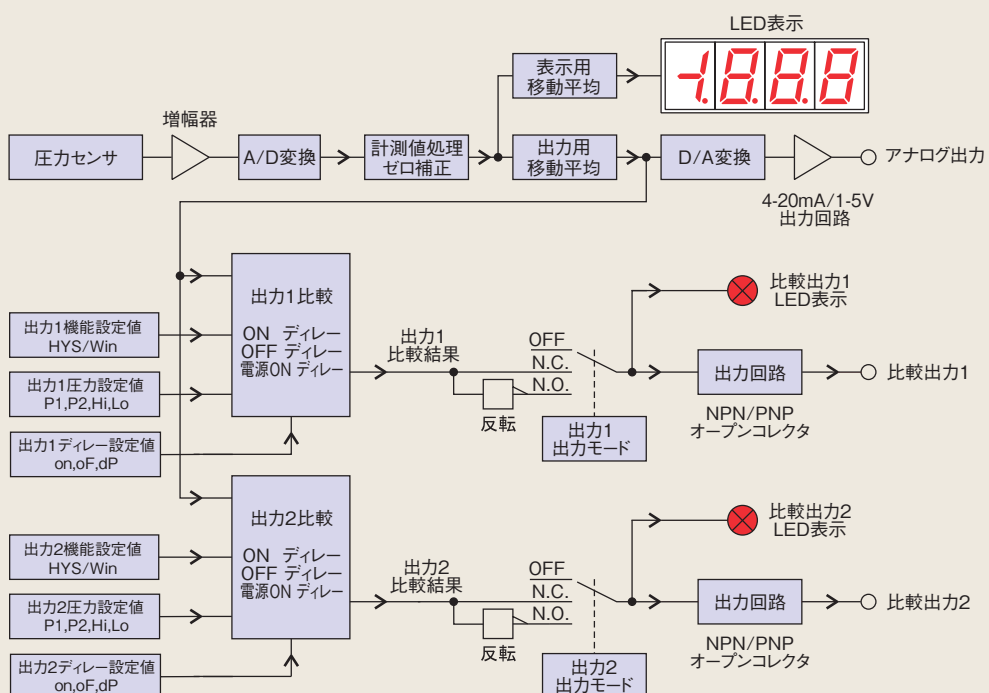 LED表示
表示用
移動平均
-1.8.8.8
増幅器
圧力センサ
A/D変換
計測値処理
ゼロ補正
出力用
移動平均
D/A変換
アナログ出力
4-20mA/1-5V
出力回路
出力1比較
ON ディレー
OFF ディレー
電源ON ディレー
出力1機能設定値
HYS/Win
出力1圧力設定値
P1,P2,Hi,Lo
出力1ディレー設定値
on,oF,dP
出力1
比較結果
反転
OFF
N.C.
N.O.
出力1
出力モード
比較出力1
LED表示
出力回路
比較出力1
NPN/PNP
オープンコレクタ
出力2比較
ON ディレー
OFF ディレー
電源ON ディレー
出力2機能設定値
HYS/Win
出力2圧力設定値
P1,P2,Hi,Lo
出力2ディレー設定値
on,oF,dP
出力2
比較結果
反転
OFF
N.C.
N.O.
出力2
出力モード
比較出力2
LED表示
出力回路
比較出力2
NPN/PNP
オープンコレクタ